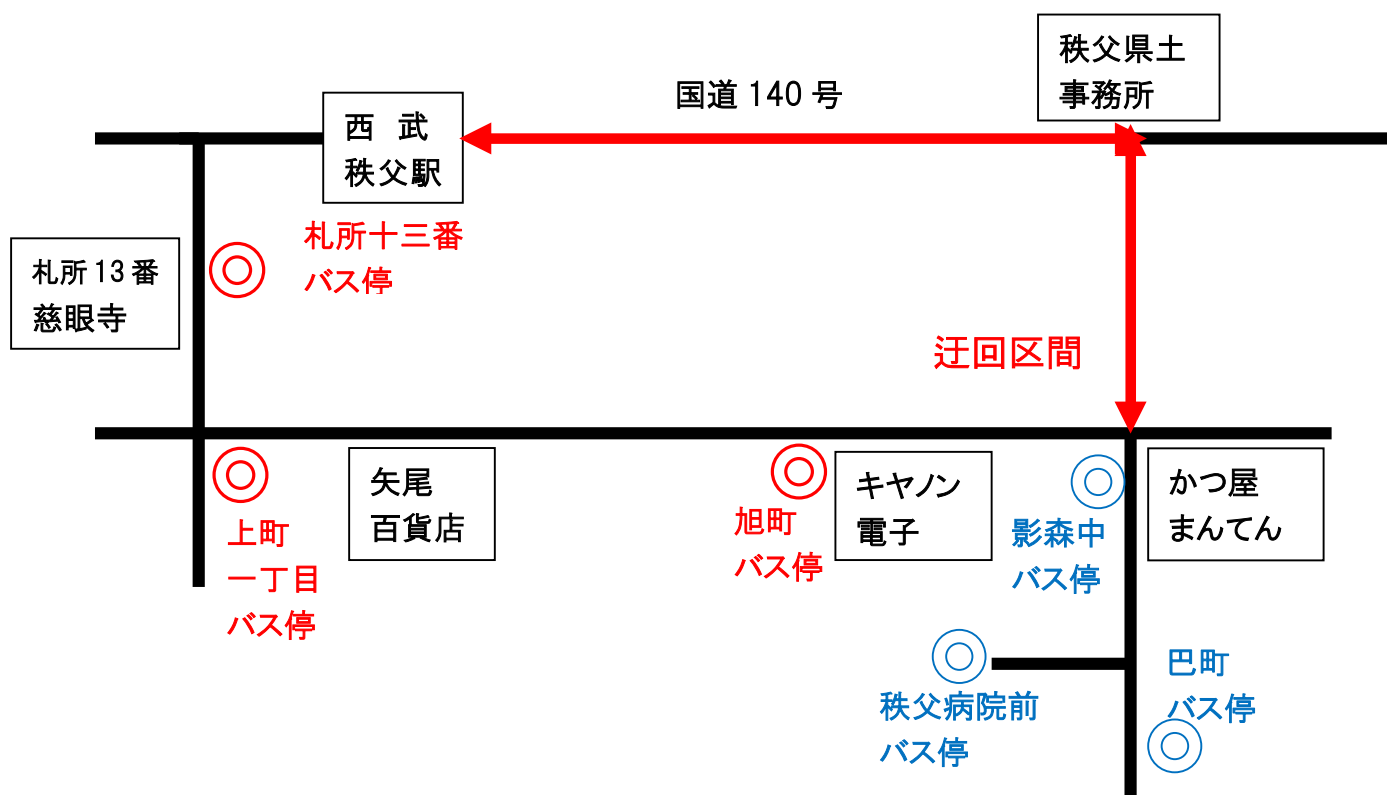 秩父県土
事務所
国道 140 号
西 武
秩父駅
札所十三番
バス停
札所 13 番
慈眼寺
迂回区間
矢尾
百貨店
キヤノン
電子
かつ屋
まんてん
上町
一丁目
バス停
旭町
バス停
影森中
バス停
巴町
バス停
秩父病院前
バス停